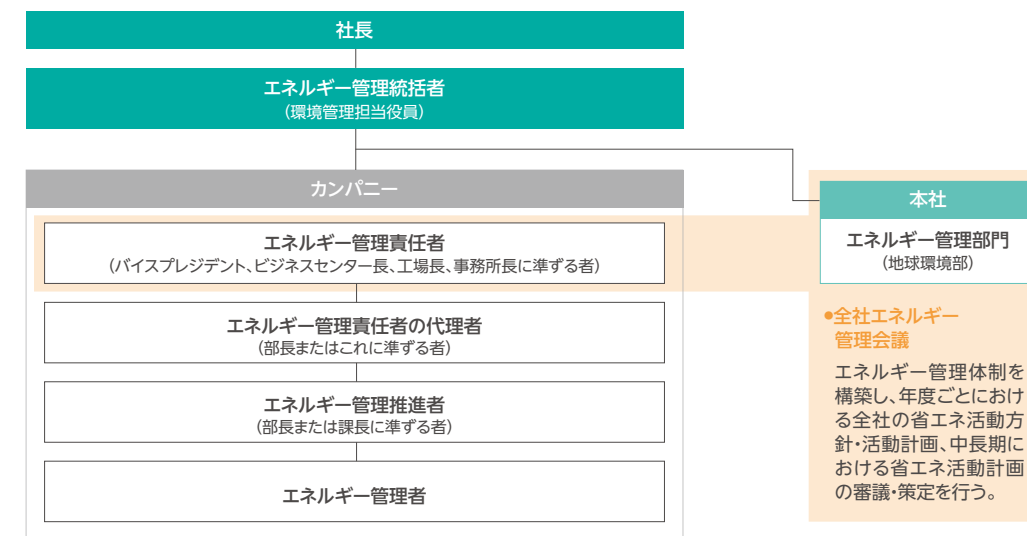 社長
エネルギー管理統括者
(環境管理担当役員)
カンパニー
エネルギー管理責任者
(バイスプレジデント、ビジネスセンター長、工場長、事務所長に準ずる者)
エネルギー管理責任者の代理者
(部長またはこれに準ずる者)
エネルギー管理推進者
(部長または課長に準ずる者)
エネルギー管理者
本社
エネルギー管理部門
(地球環境部)
●全社エネルギー
管理会議
エネルギー管理体制を
構築し、年度ごとにおけ
る全社の省エネ活動方
針・活動計画、中長期に
おける省エネ活動計画
の審議・策定を行う。